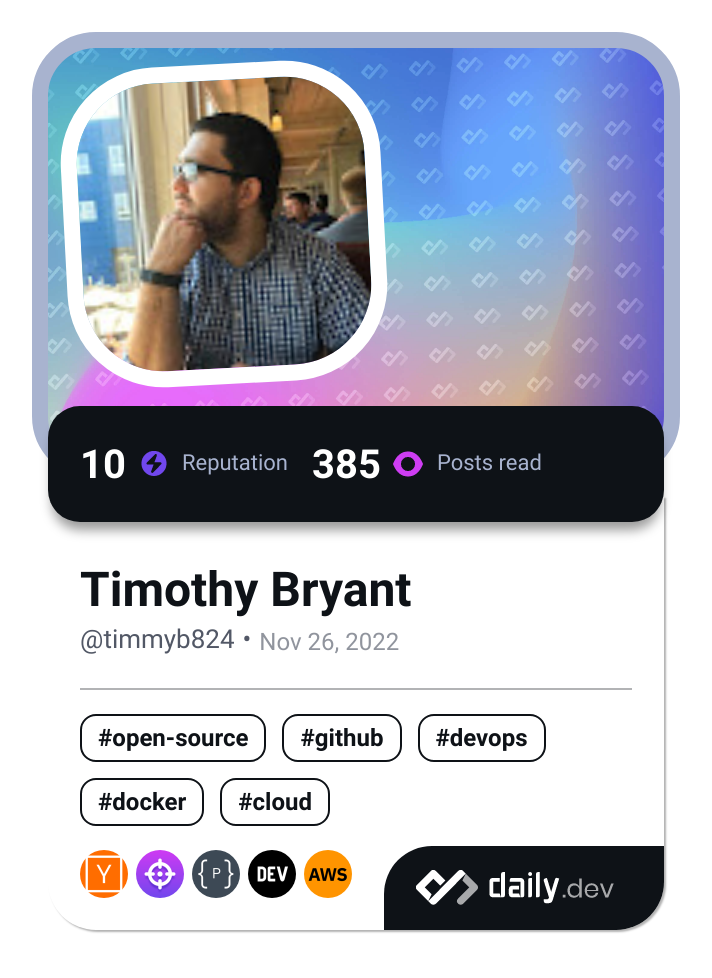 10 Reputation 385 Posts read
Timothy Bryant
@timmyb824 • Nov 26, 2022
#open-source #github #devops
#docker #cloud
Y {P} DEV AWS
daily.dev